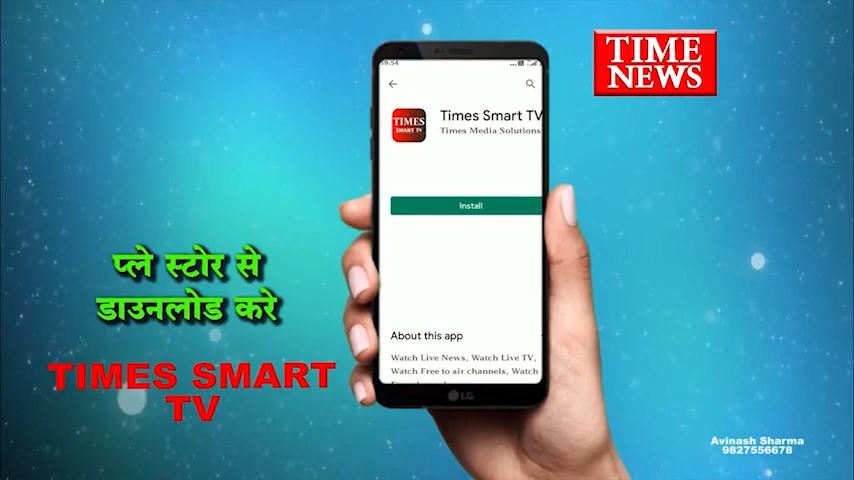 TIME
NEWS
19:54
Times Smart TV
TIMES
SMART TV
Times Media Solutions
Install
प्ले स्टोर से
डाउनलोड करे
TIMES SMART
TV
About this app
Watch Live News, Watch Live TV,
Watch Free to air channels, Watch
LG
Avinash Sharma
9827556678